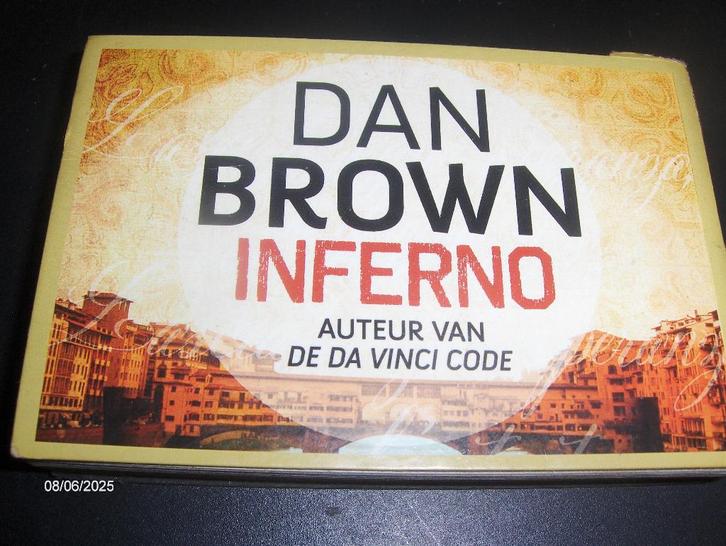 DAN
BROWN
INFERNO
AUTEUR VAN
DE DA VINCI CODE
08/06/2025